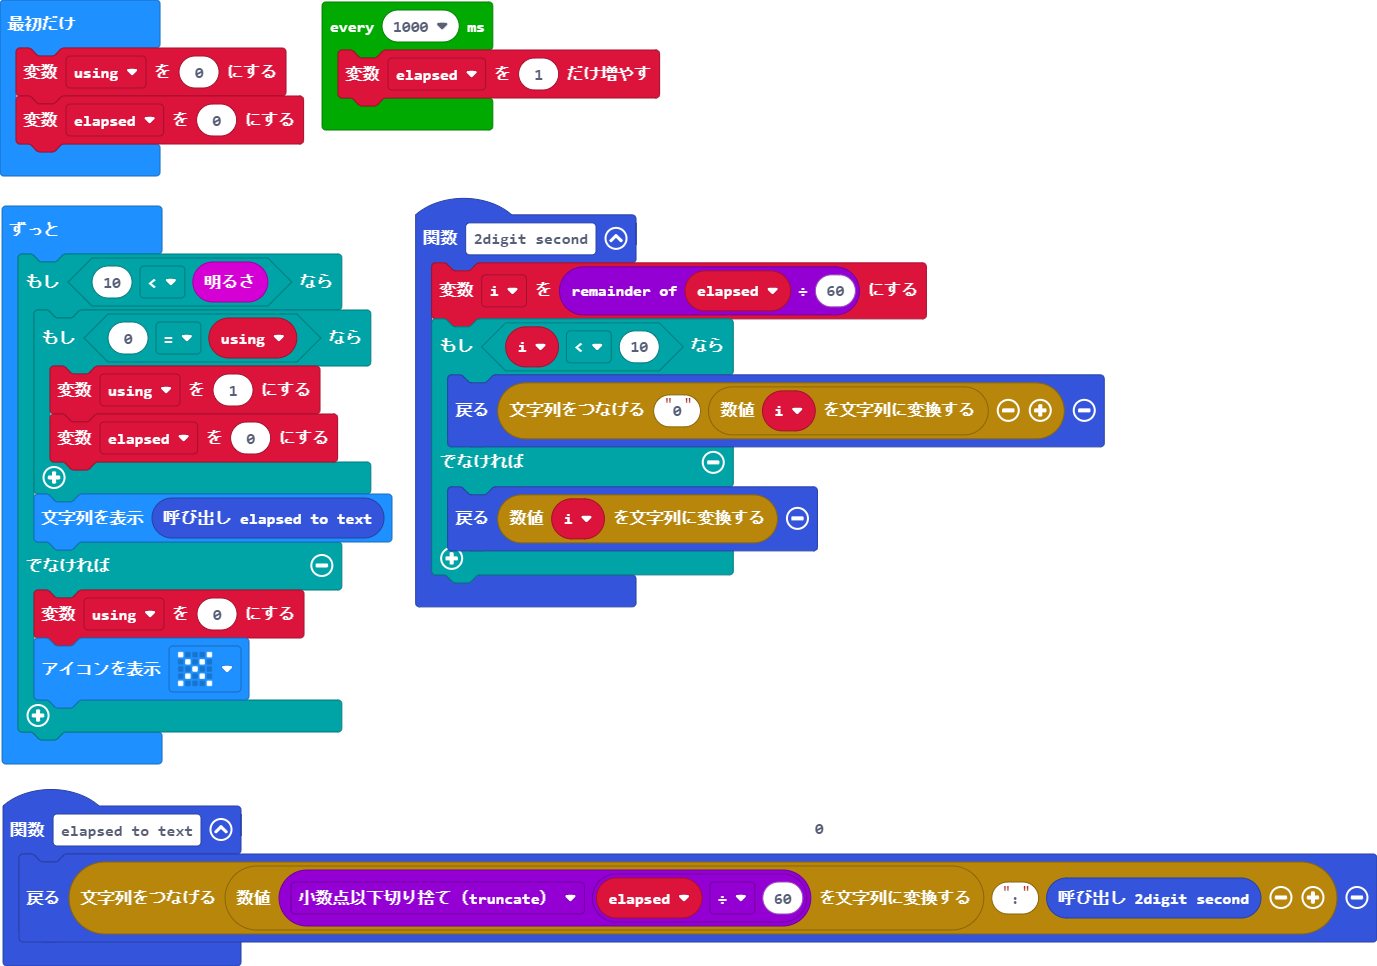 最初だけ
変数 using を 0 にする
変数 elapsed を 0 にする
every 1000 ms
変数 elapsed を 1 だけ増やす
ずっと
もし 10 < 明るさ なら
もし 0 = using なら
変数 using を 1 にする
変数 elapsed を 0 にする
文字列を表示 呼び出し elapsed to text
でなければ
変数 using を 0 にする
アイコンを表示
関数 2digit second
変数 i を remainder of elapsed ÷ 60 にする
もし i < 10 なら
戻る 文字列をつなげる "0" 数値 i を文字列に変換する
でなければ
戻る 数値 i を文字列に変換する
関数 elapsed to text
0
戻る 文字列をつなげる 数値 小数点以下切り捨て（truncate） elapsed ÷ 60 を文字列に変換する ":" 呼び出し 2digit second